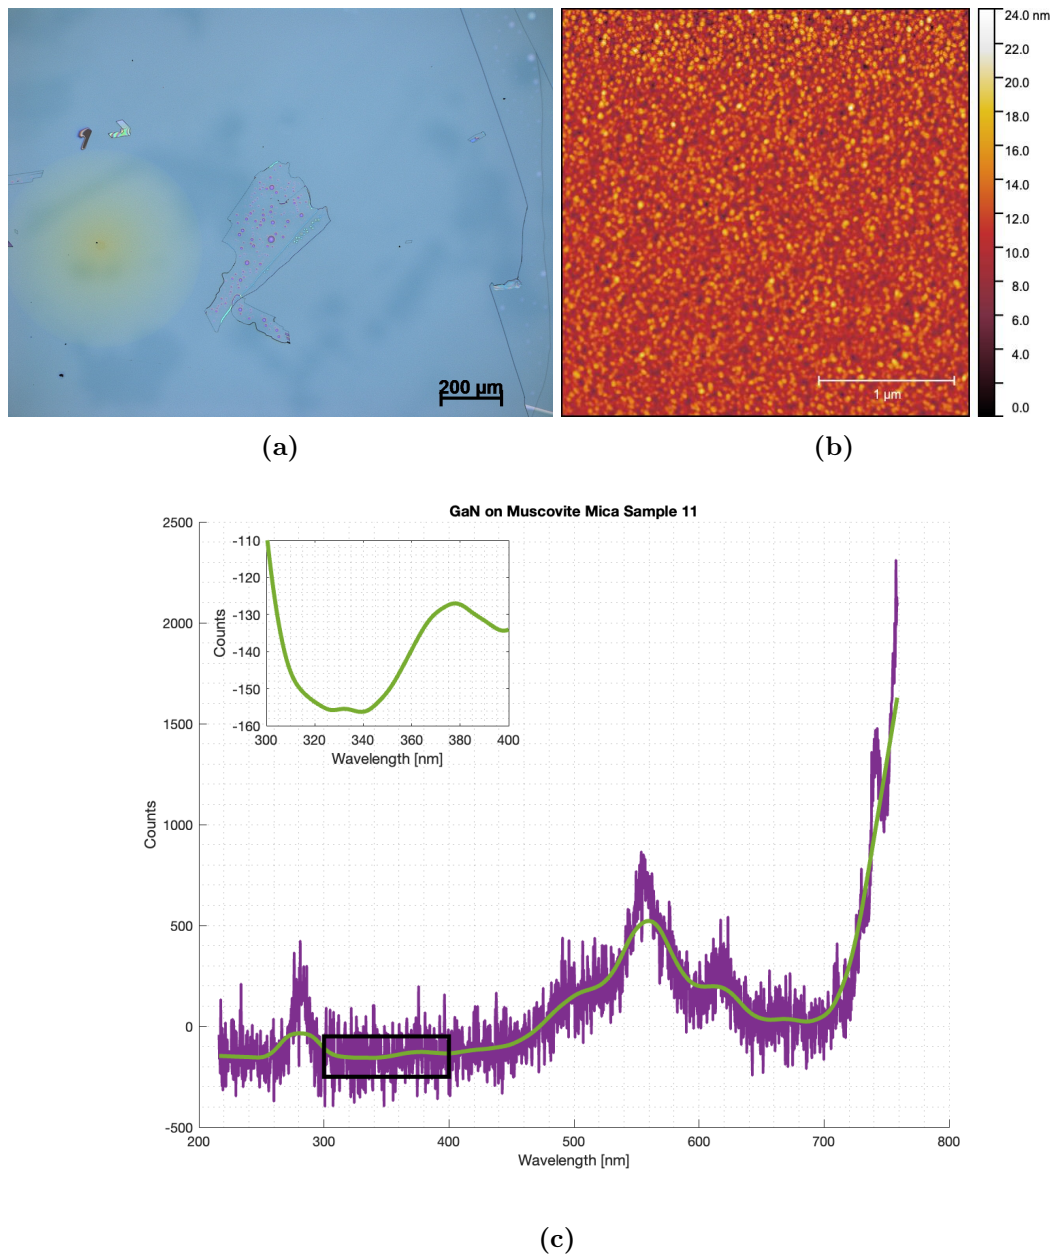 200 µm
24.0 nm
22.0
20.0
18.0
16.0
14.0
12.0
10.0
8.0
6.0
4.0
0.0
1 µm
(a)
(b)
GaN on Muscovite Mica Sample 11
2500
2000
1500
1000
500
0
-500
Counts
200 300 400 500 600 700 800
Wavelength [nm]
-110
-120
-130
-140
-150
-160
Counts
300 320 340 360 380 400
Wavelength [nm]
(c)